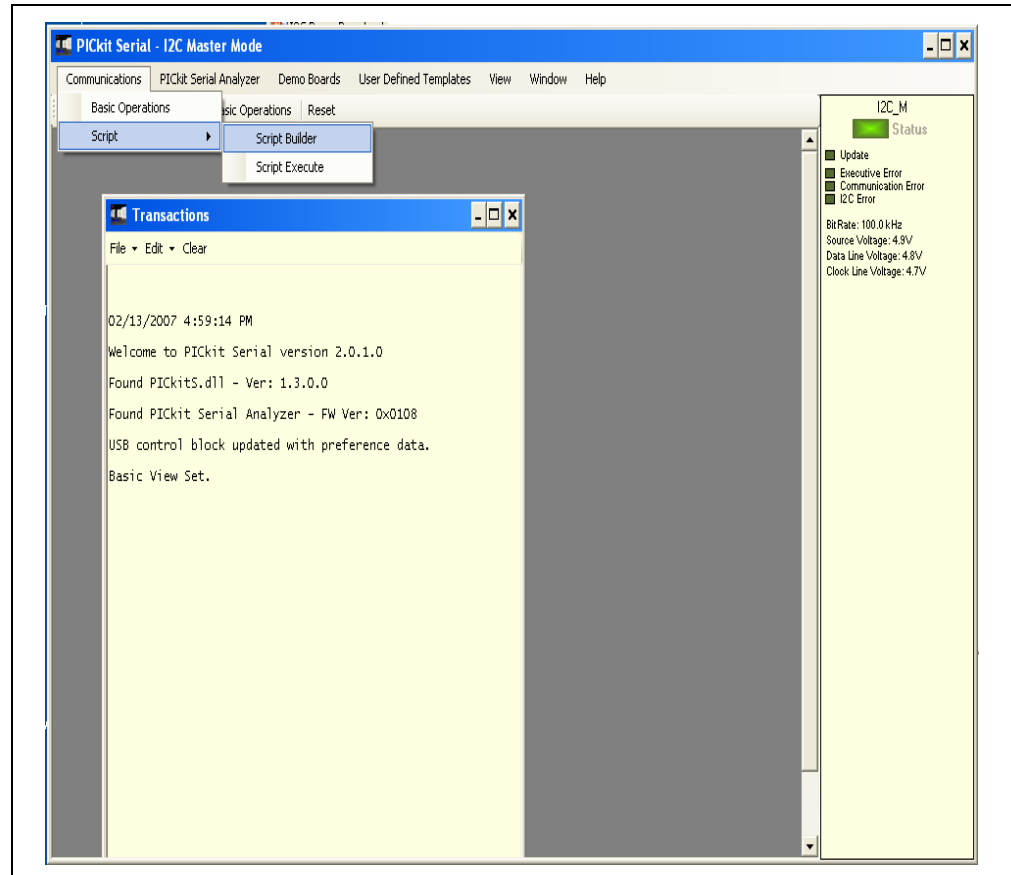 PICkit Serial - I2C Master Mode
Communications PICkit Serial Analyzer Demo Boards User Defined Templates View Window Help
Basic Operations
sic Operations Reset
Script
Script Builder
Script Execute
Transactions
File Edit Clear
02/13/2007 4:59:14 PM
Welcome to PICkit Serial version 2.0.1.0
Found PICkitS.dll - Ver: 1.3.0.0
Found PICkit Serial Analyzer - FW Ver: 0x0108
USB control block updated with preference data.
Basic View Set.
I2C_M
Status
Update
Executive Error
Communication Error
I2C Error
BitRate: 100.0 kHz
Source Voltage: 4.9V
Data Line Voltage: 4.8V
Clock Line Voltage: 4.7V